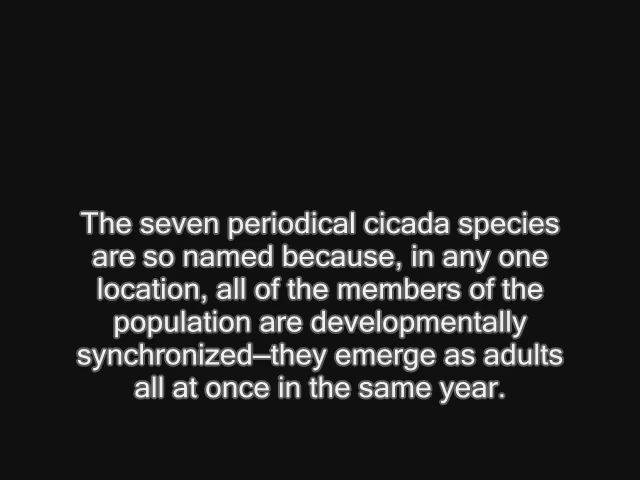 The seven periodical cicada species
are so named because, in any one
location, all of the members of the
population are developmentally
synchronized—they emerge as adults
all at once in the same year.